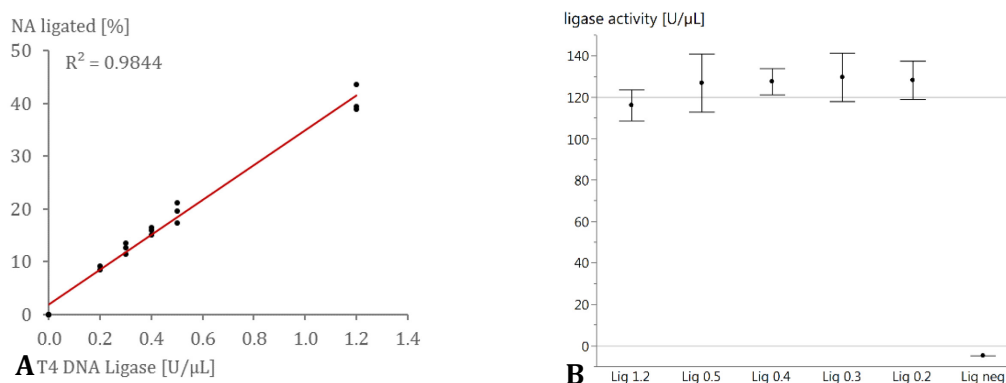 NA ligated [%]
R² = 0.9844
50
40
30
20
10
0
0.0 0.2 0.4 0.6 0.8 1.0 1.2 1.4
A T4 DNA Ligase [U/µL]
ligase activity [U/µL]
140
120
100
80
60
40
20
0
B Lig 1.2 Lig 0.5 Lig 0.4 Lig 0.3 Lig 0.2 Lig neg